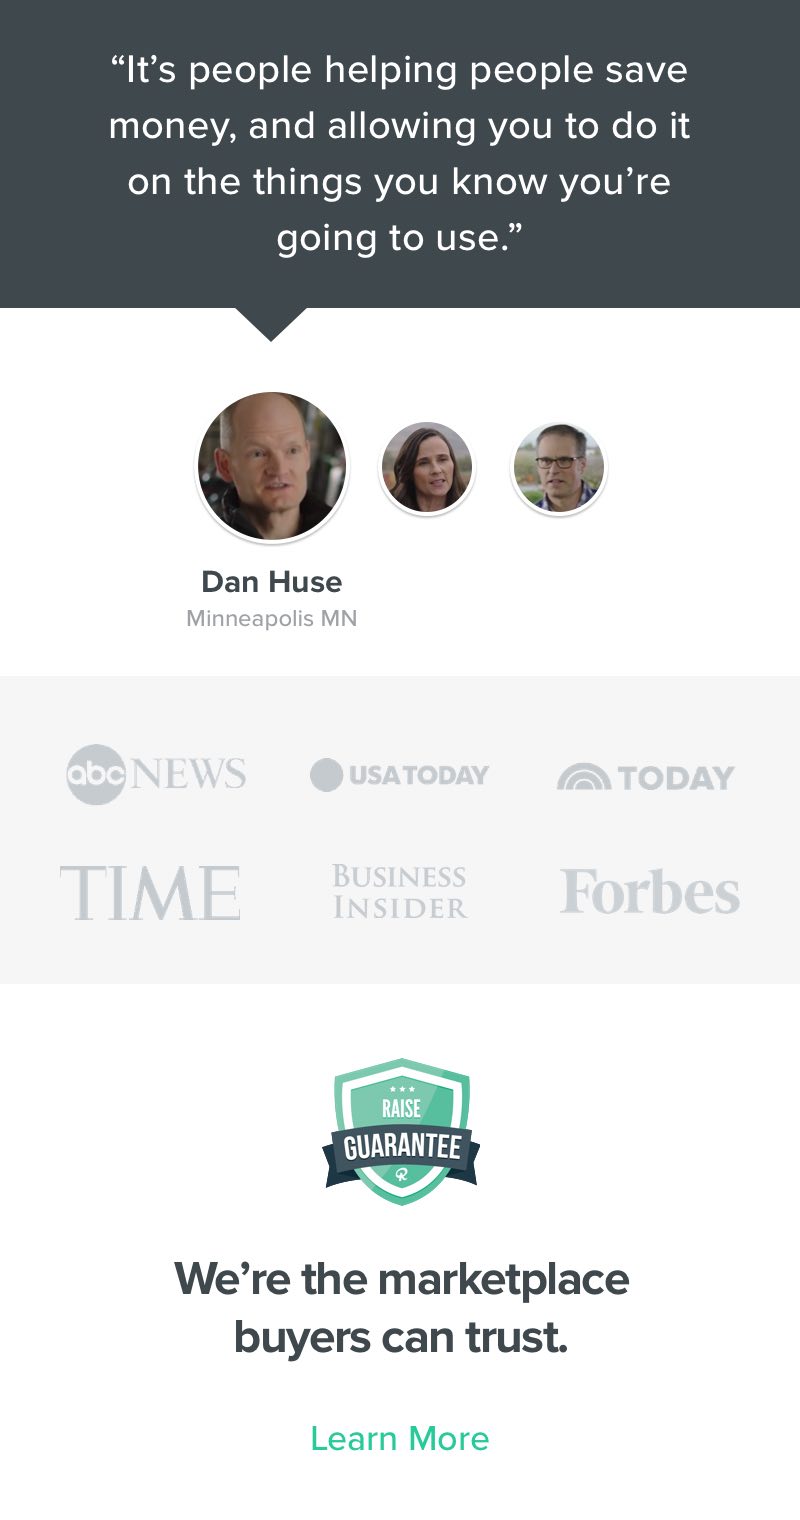 “It’s people helping people save
money, and allowing you to do it
on the things you know you’re
going to use.”
Dan Huse
Minneapolis MN
abc NEWS
USA TODAY
TODAY
TIME
BUSINESS
INSIDER
Forbes
RAISE
GUARANTEE
R
We’re the marketplace
buyers can trust.
Learn More